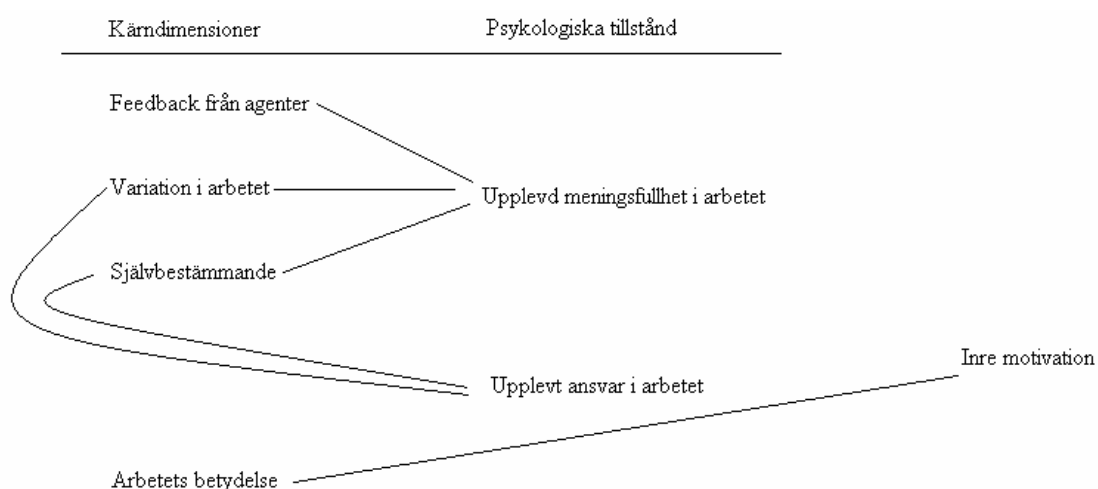 Kärndimensioner
Psykologiska tillstånd
Feedback från agenter
Variation i arbetet
Upplevd meningsfullhet i arbetet
Självbestämmande
Inre motivation
Upplevt ansvar i arbetet
Arbetets betydelse